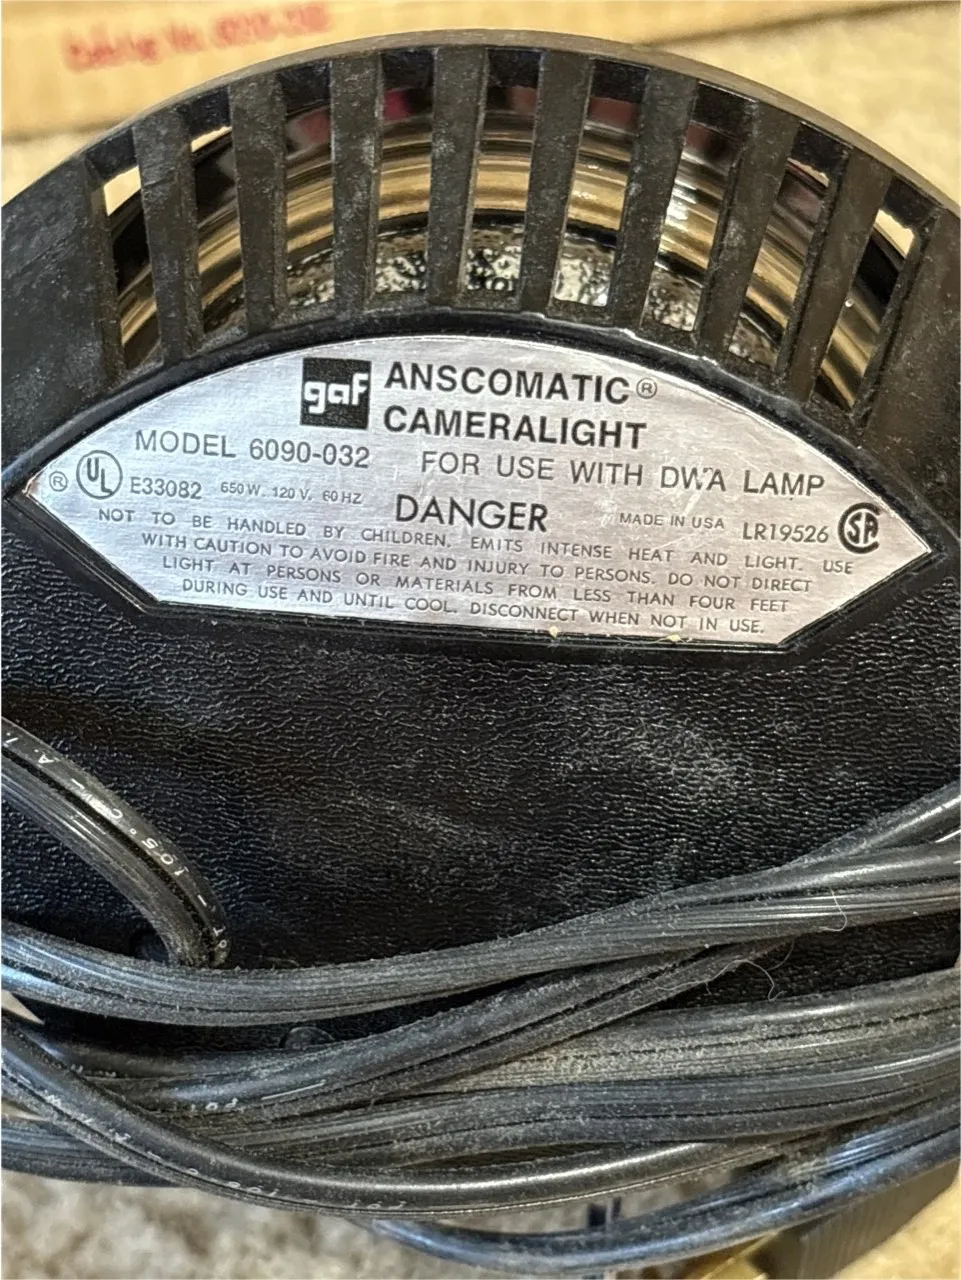 gaf ANSCOMATIC®
CAMERALIGHT
MODEL 6090-032 FOR USE WITH DWA LAMP
® UL E33082 650 W. 120 V. 60 HZ DANGER MADE IN USA LR19526 SA
NOT TO BE HANDLED BY CHILDREN. EMITS INTENSE HEAT AND LIGHT. USE
WITH CAUTION TO AVOID FIRE AND INJURY TO PERSONS. DO NOT DIRECT
LIGHT AT PERSONS OR MATERIALS FROM LESS THAN FOUR FEET
DURING USE AND UNTIL COOL. DISCONNECT WHEN NOT IN USE.
105°C